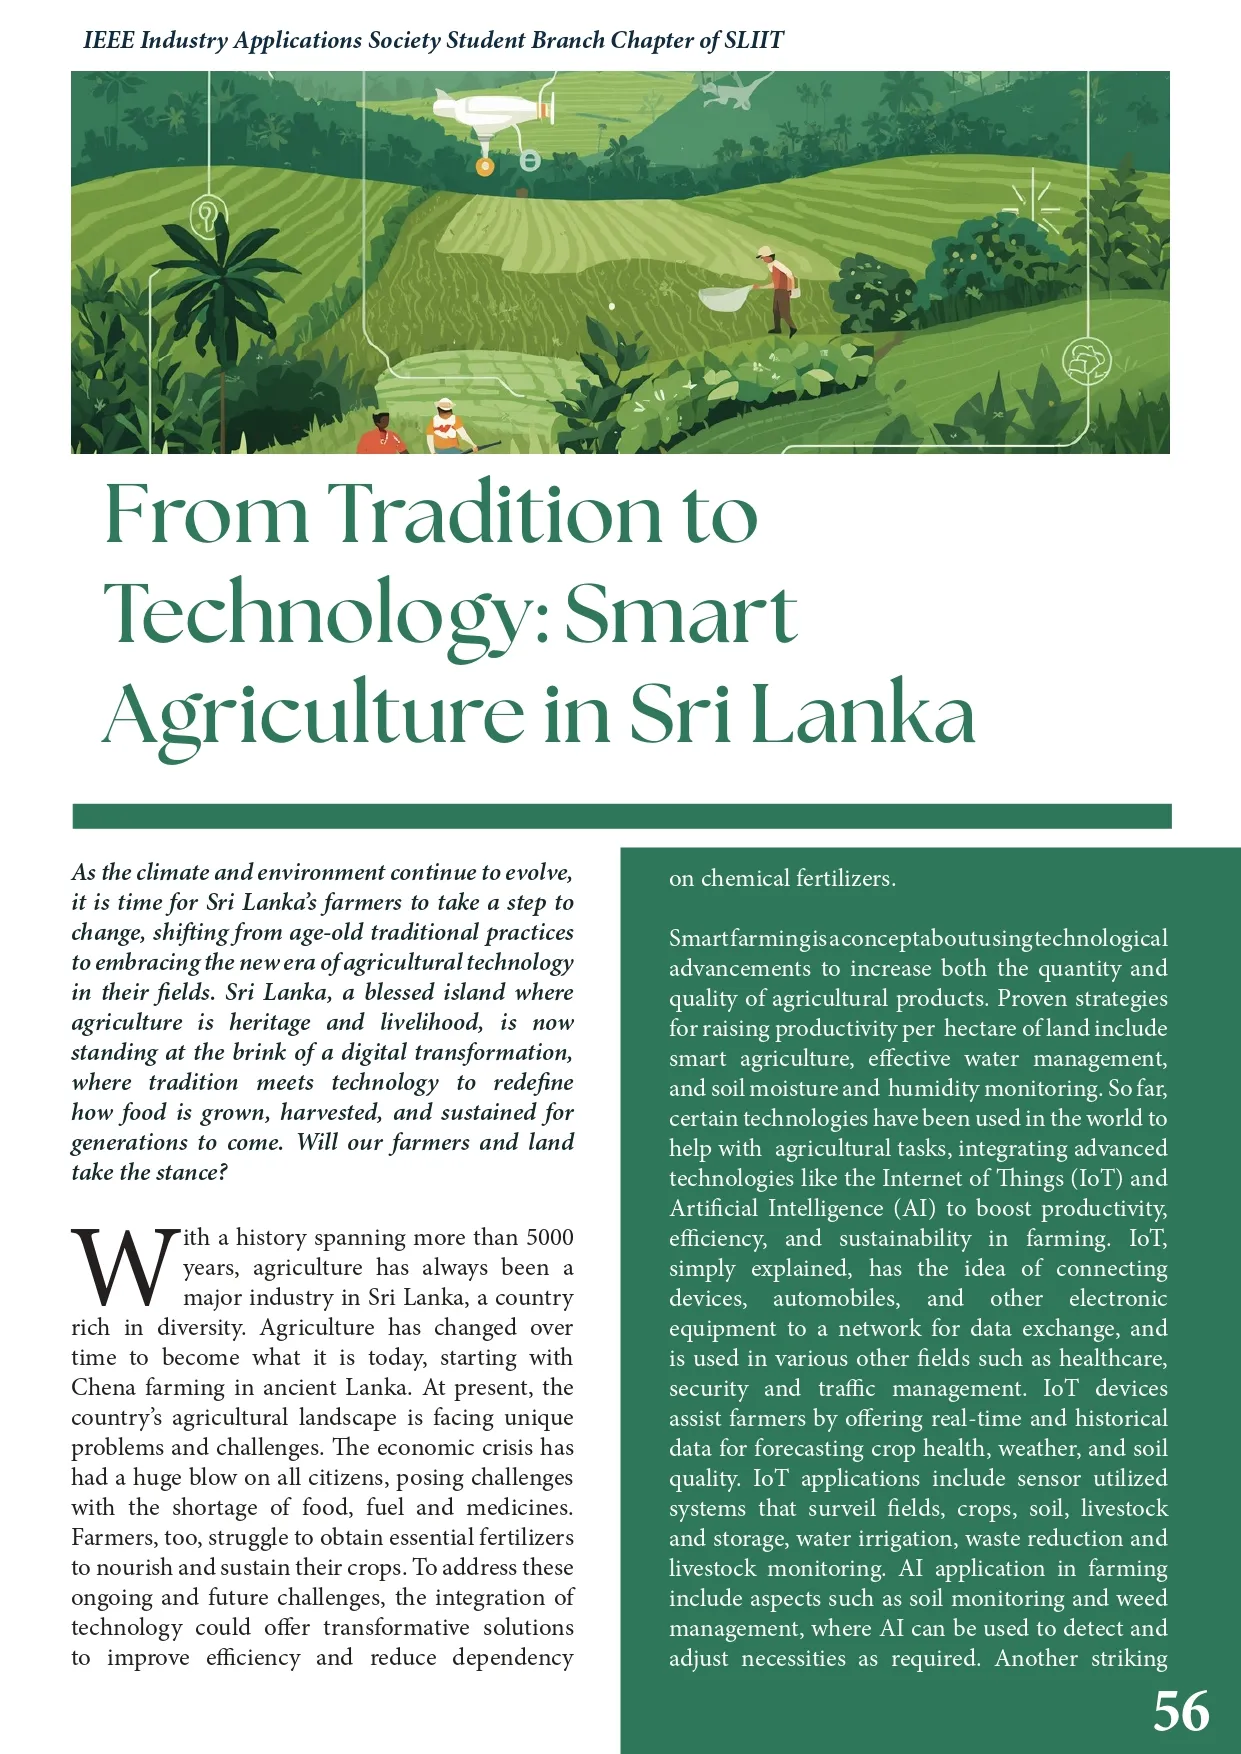 IEEE Industry Applications Society Student Branch Chapter of SLIIT
From Tradition to
Technology: Smart
Agriculture in Sri Lanka
As the climate and environment continue to evolve,
it is time for Sri Lanka’s farmers to take a step to
change, shifting from age-old traditional practices
to embracing the new era of agricultural technology
in their fields. Sri Lanka, a blessed island where
agriculture is heritage and livelihood, is now
standing at the brink of a digital transformation,
where tradition meets technology to redefine
how food is grown, harvested, and sustained for
generations to come. Will our farmers and land
take the stance?
With a history spanning more than 5000
years, agriculture has always been a
major industry in Sri Lanka, a country
rich in diversity. Agriculture has changed over
time to become what it is today, starting with
Chena farming in ancient Lanka. At present, the
country’s agricultural landscape is facing unique
problems and challenges. The economic crisis has
had a huge blow on all citizens, posing challenges
with the shortage of food, fuel and medicines.
Farmers, too, struggle to obtain essential fertilizers
to nourish and sustain their crops. To address these
ongoing and future challenges, the integration of
technology could offer transformative solutions
to improve efficiency and reduce dependency
on chemical fertilizers.
Smart farming is a concept about using technological
advancements to increase both the quantity and
quality of agricultural products. Proven strategies
for raising productivity per hectare of land include
smart agriculture, effective water management,
and soil moisture and humidity monitoring. So far,
certain technologies have been used in the world to
help with agricultural tasks, integrating advanced
technologies like the Internet of Things (IoT) and
Artificial Intelligence (AI) to boost productivity,
efficiency, and sustainability in farming. IoT,
simply explained, has the idea of connecting
devices, automobiles, and other electronic
equipment to a network for data exchange, and
is used in various other fields such as healthcare,
security and traffic management. IoT devices
assist farmers by offering real-time and historical
data for forecasting crop health, weather, and soil
quality. IoT applications include sensor utilized
systems that surveil fields, crops, soil, livestock
and storage, water irrigation, waste reduction and
livestock monitoring. AI application in farming
include aspects such as soil monitoring and weed
management, where AI can be used to detect and
adjust necessities as required. Another striking
56